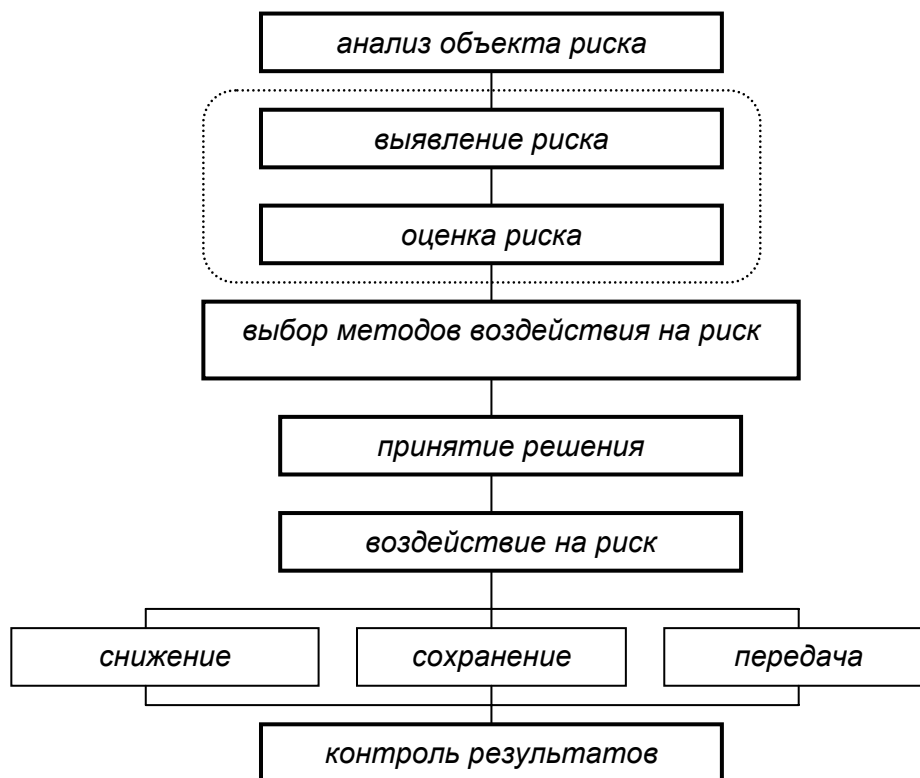 анализ объекта риска
выявление риска
оценка риска
выбор методов воздействия на риск
принятие решения
воздействие на риск
снижение
сохранение
передача
контроль результатов